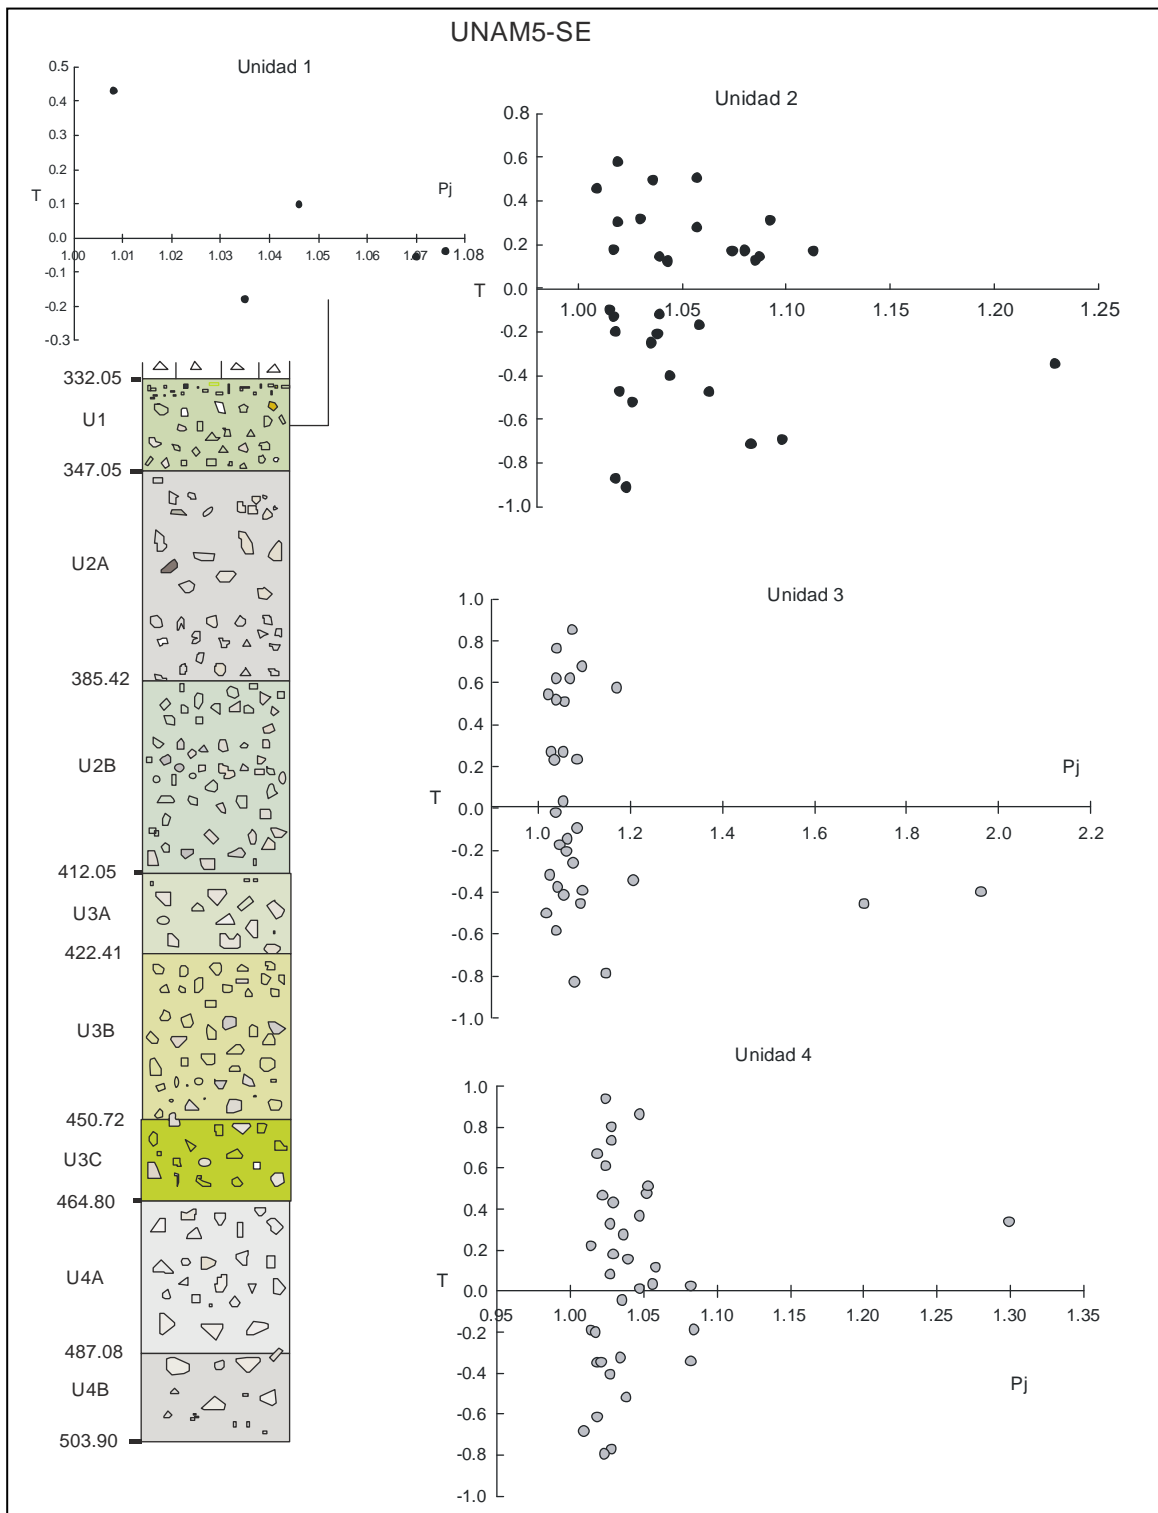 UNAM5-SE
Unidad 1
0.5
0.4
0.3
0.2
0.1
0.0
-0.1
-0.2
-0.3
T
Pj
1.00 1.01 1.02 1.03 1.04 1.05 1.06 1.07 1.08
Unidad 2
0.8
0.6
0.4
0.2
0.0
-0.2
-0.4
-0.6
-0.8
-1.0
T
1.00 1.05 1.10 1.15 1.20 1.25
332.05
U1
347.05
U2A
385.42
U2B
412.05
U3A
422.41
U3B
450.72
U3C
464.80
U4A
487.08
U4B
503.90
Unidad 3
1.0
0.8
0.6
0.4
0.2
0.0
-0.2
-0.4
-0.6
-0.8
-1.0
T
Pj
1.0 1.2 1.4 1.6 1.8 2.0 2.2
Unidad 4
1.0
0.8
0.6
0.4
0.2
0.0
-0.2
-0.4
-0.6
-0.8
-1.0
T
0.95 1.00 1.05 1.10 1.15 1.20 1.25 1.30 1.35
Pj